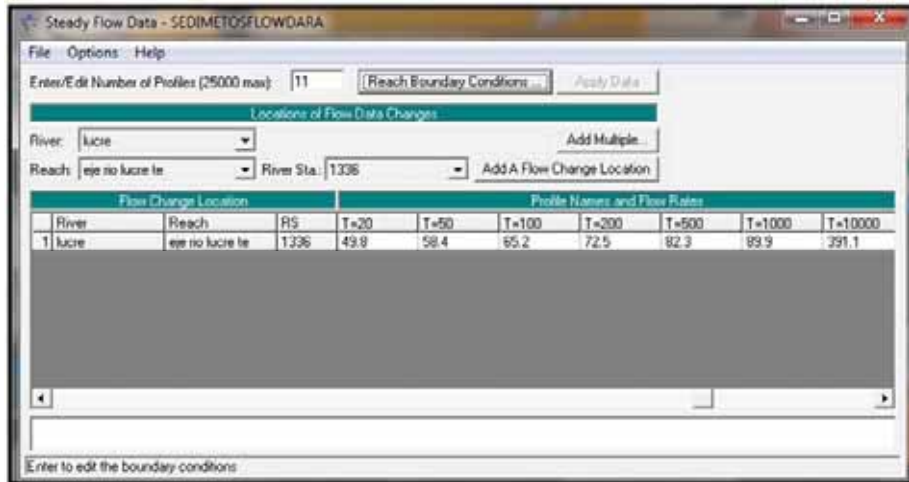 Steady Flow Data - SEDIMETOSFLOWDARA
File Options Help
Enter/Edit Number of Profiles (25000 max): 11 Reach Boundary Conditions ... Apply Data
Locations of Flow Data Changes
River: lucre Add Multiple...
Reach: eje rio lucre te River Sta.: 1336 Add A Flow Change Location
Flow Change Location Profile Names and Flow Rates
River Reach RS T=20 T=50 T=100 T=200 T=500 T=1000 T=10000
1 lucre eje rio lucre te 1336 49.8 58.4 65.2 72.5 82.3 89.9 391.1
Enter to edit the boundary conditions